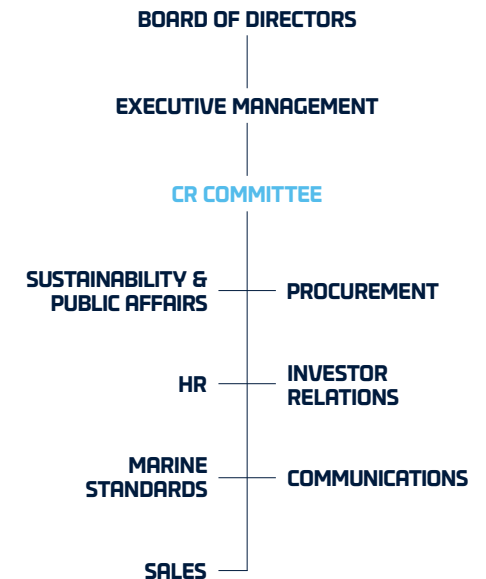 BOARD OF DIRECTORS
EXECUTIVE MANAGEMENT
CR COMMITTEE
SUSTAINABILITY &
PUBLIC AFFAIRS
PROCUREMENT
HR
INVESTOR
RELATIONS
MARINE
STANDARDS
COMMUNICATIONS
SALES